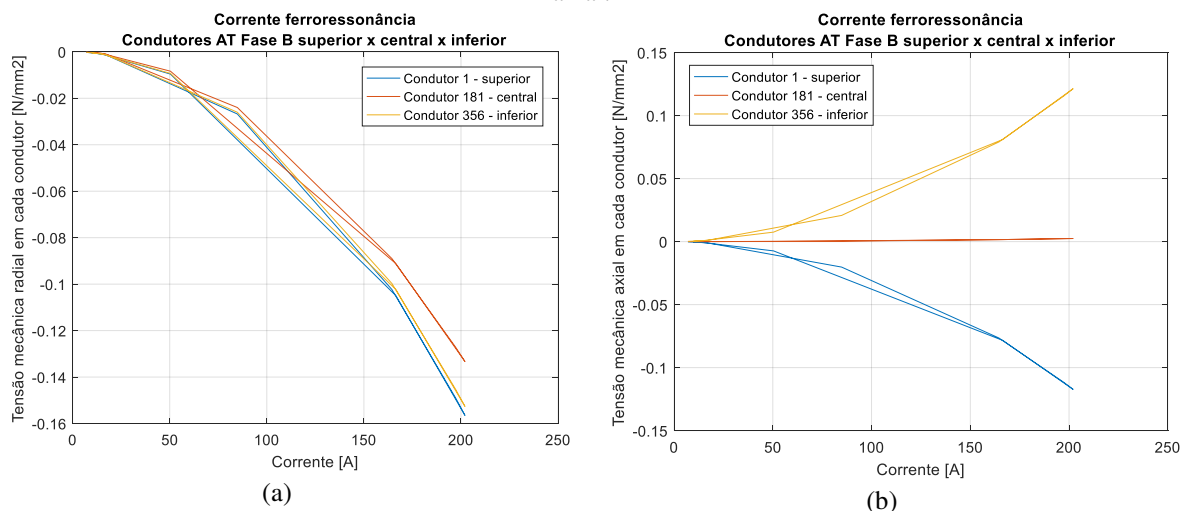 Corrente ferroressonância
Condutores AT Fase B superior x central x inferior
Condutor 1 - superior
Condutor 181 - central
Condutor 356 - inferior
Tensão mecânica radial em cada condutor [N/mm2]
0
-0.02
-0.04
-0.06
-0.08
-0.1
-0.12
-0.14
-0.16
0
50
100
150
200
250
Corrente [A]
(a)
Corrente ferroressonância
Condutores AT Fase B superior x central x inferior
Condutor 1 - superior
Condutor 181 - central
Condutor 356 - inferior
Tensão mecânica axial em cada condutor [N/mm2]
0.15
0.1
0.05
0
-0.05
-0.1
-0.15
0
50
100
150
200
250
Corrente [A]
(b)